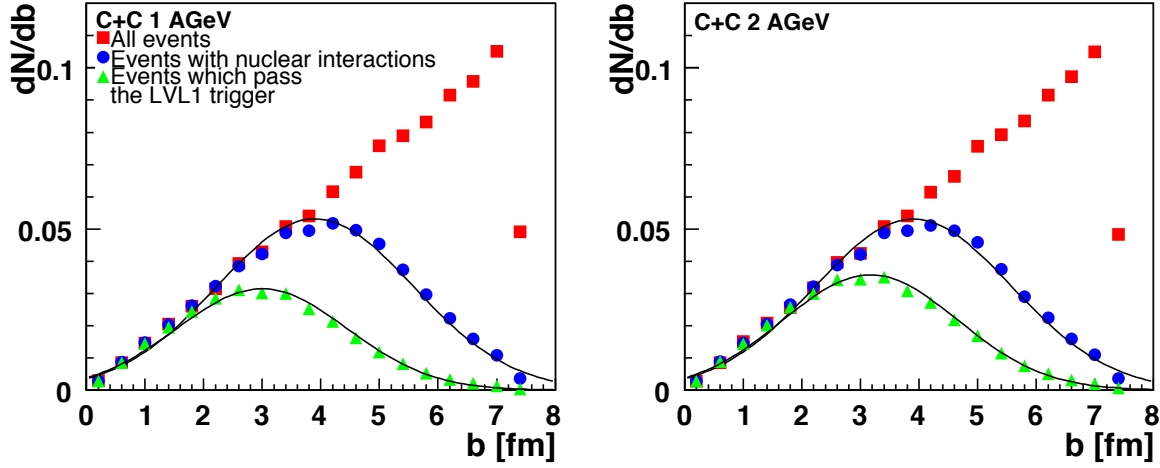 C+C 1 AGeV
All events
Events with nuclear interactions
Events which pass
the LVL1 trigger
dN/db
0.1
0.05
0
0 1 2 3 4 5 6 7 8
b [fm]
C+C 2 AGeV
dN/db
0.1
0.05
0
0 1 2 3 4 5 6 7 8
b [fm]